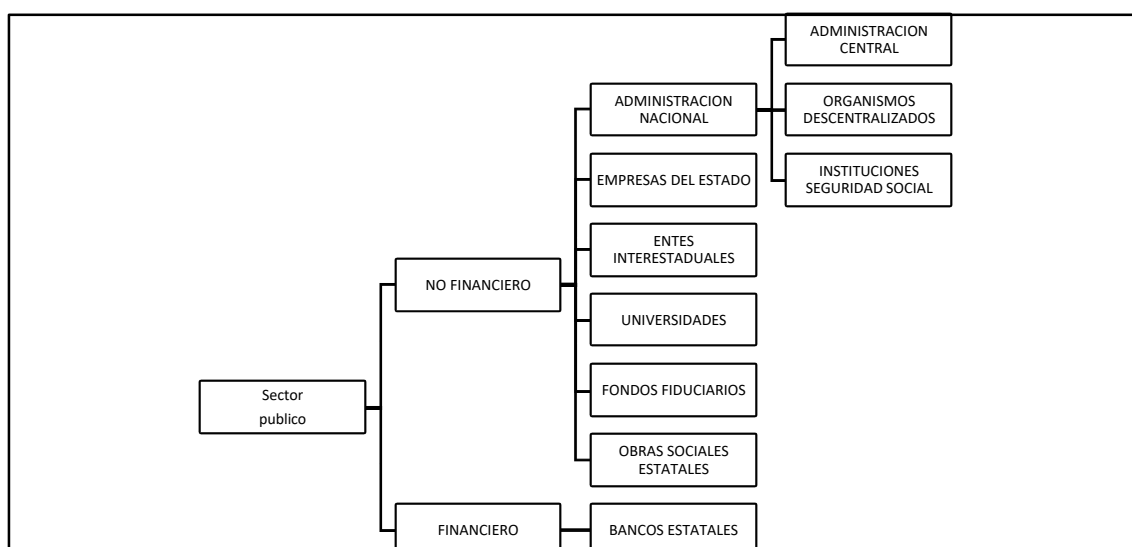 ADMINISTRACION
CENTRAL
ADMINISTRACION
NACIONAL
ORGANISMOS
DESCENTRALIZADOS
EMPRESAS DEL ESTADO
INSTITUCIONES
SEGURIDAD SOCIAL
ENTES
INTERESTADUALES
NO FINANCIERO
UNIVERSIDADES
Sector
publico
FONDOS FIDUCIARIOS
OBRAS SOCIALES
ESTATALES
FINANCIERO
BANCOS ESTATALES